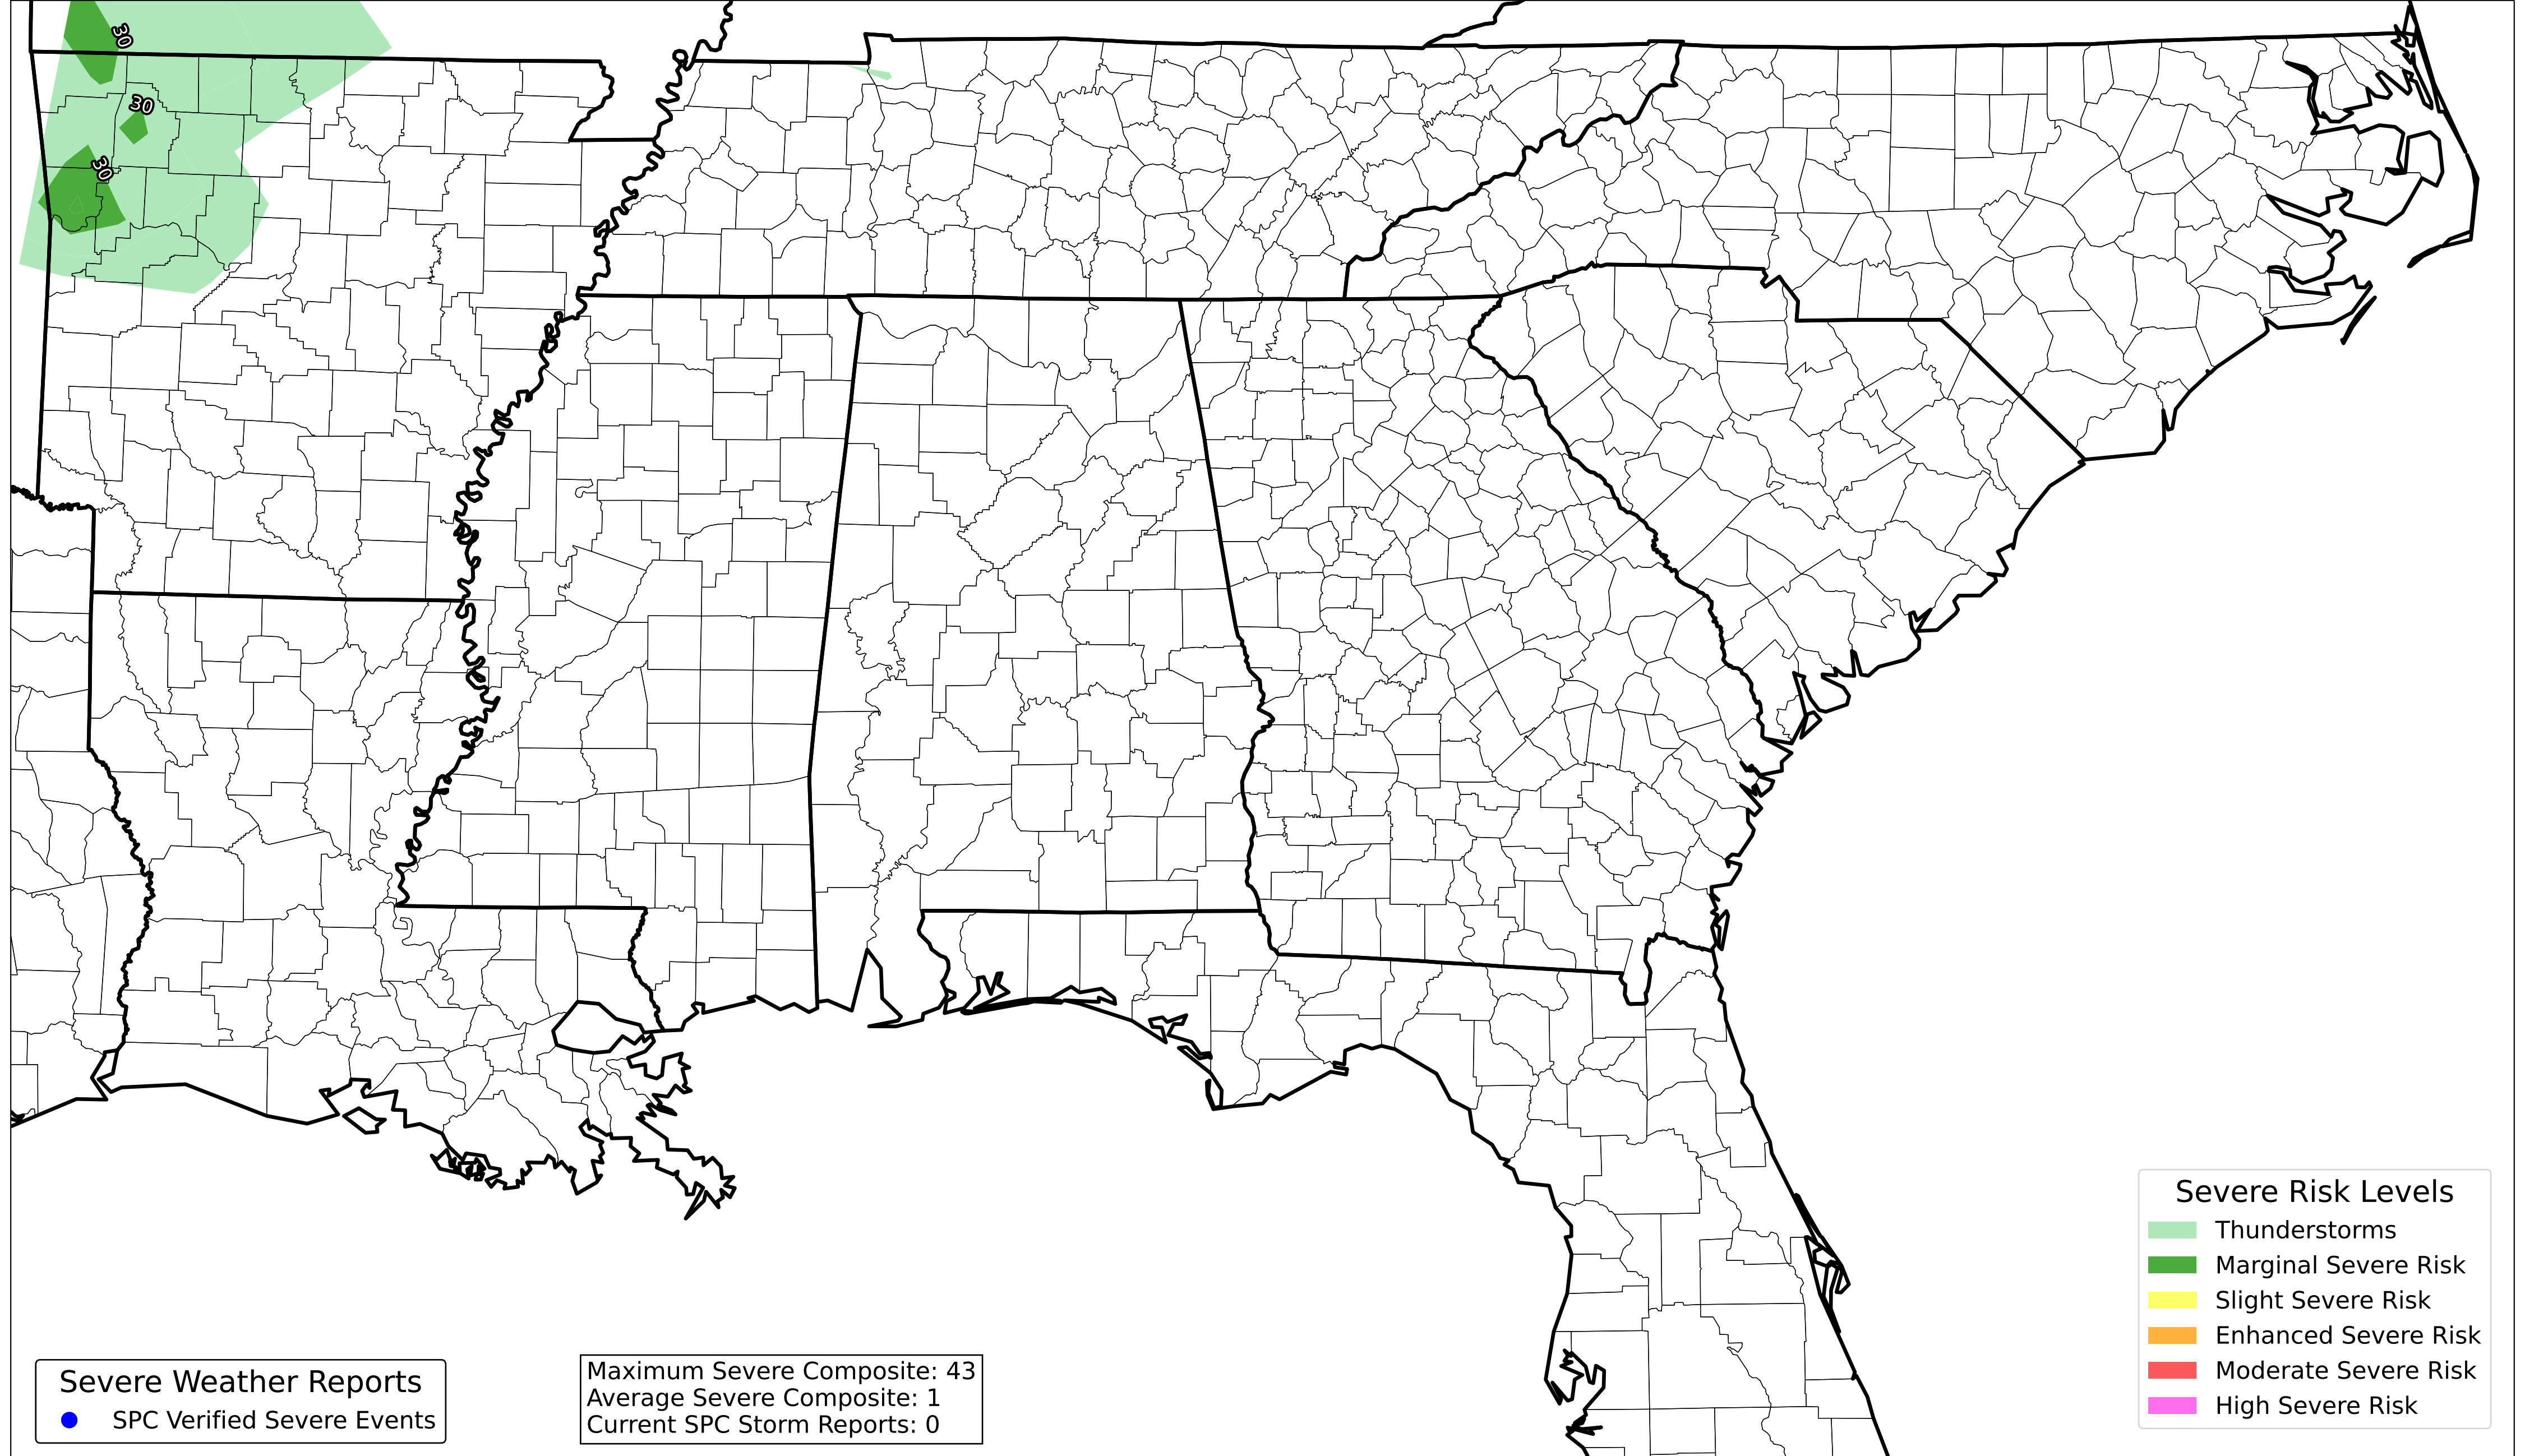 30
30
30
Severe Risk Levels
Thunderstorms
Marginal Severe Risk
Slight Severe Risk
Enhanced Severe Risk
Moderate Severe Risk
High Severe Risk
Severe Weather Reports
SPC Verified Severe Events
Maximum Severe Composite: 43
Average Severe Composite: 1
Current SPC Storm Reports: 0